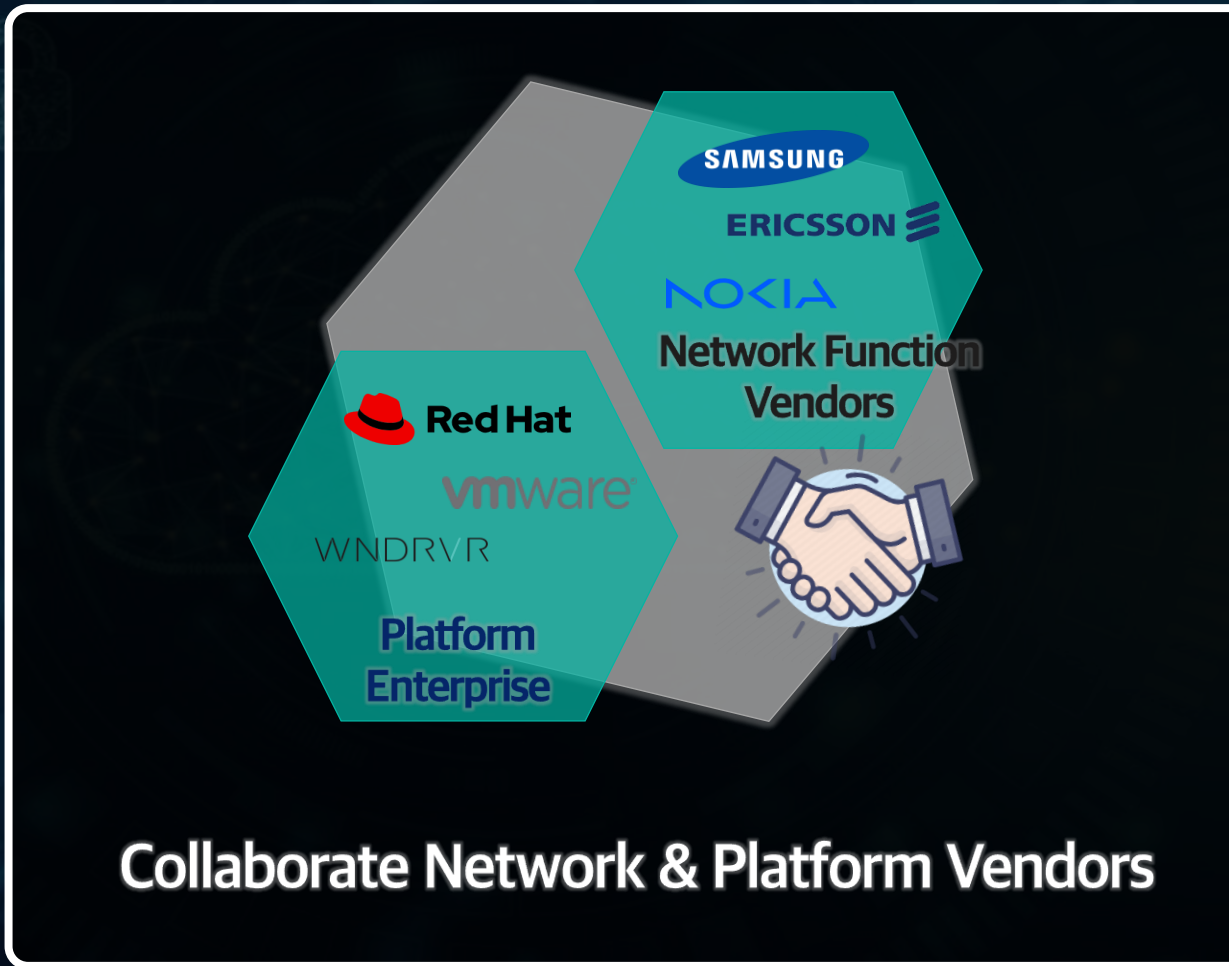 SAMSUNG
ERICSSON
NOKIA
Network Function
Vendors
Red Hat
vmware®
WNDRVR
Platform
Enterprise
Collaborate Network & Platform Vendors